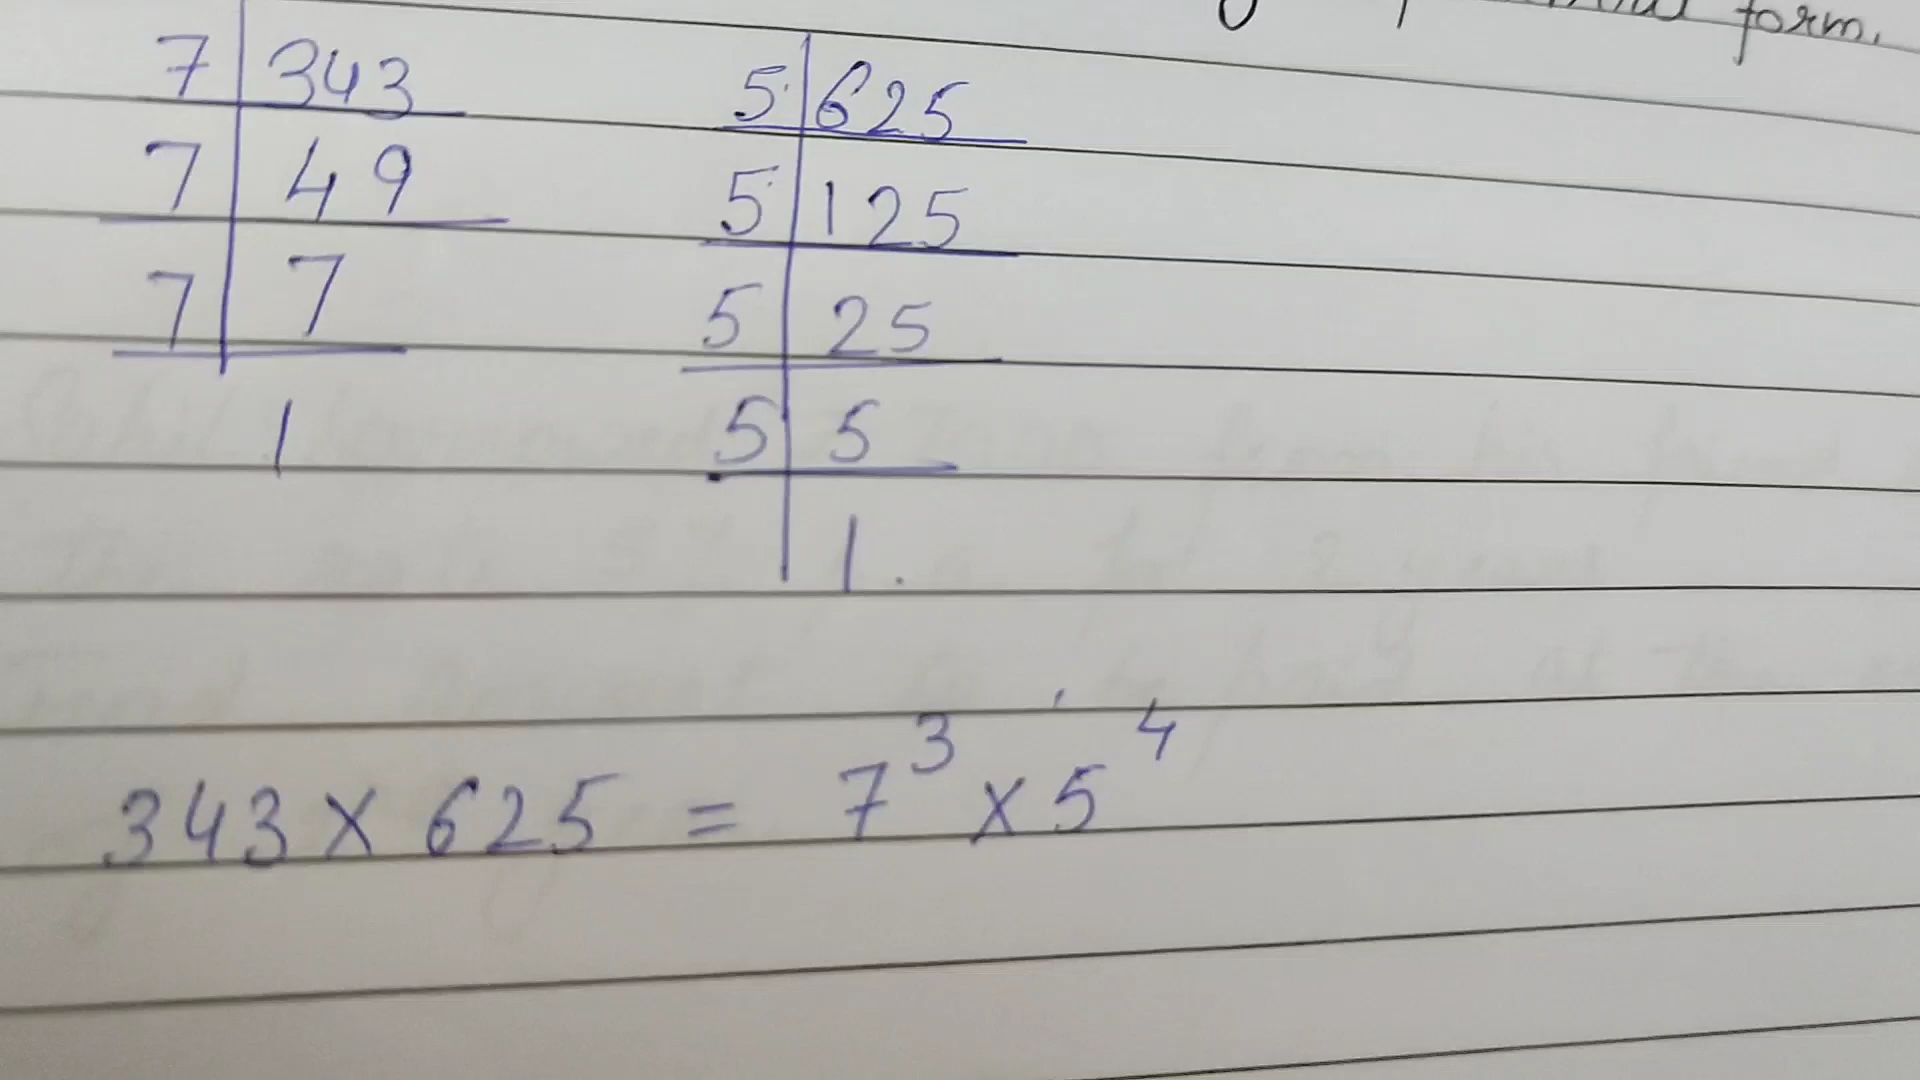 form.
7 | 343
7 | 49
7 | 7
1
5 | 625
5 | 125
5 | 25
5 | 5
1.
343 × 625 = 7³ × 5⁴